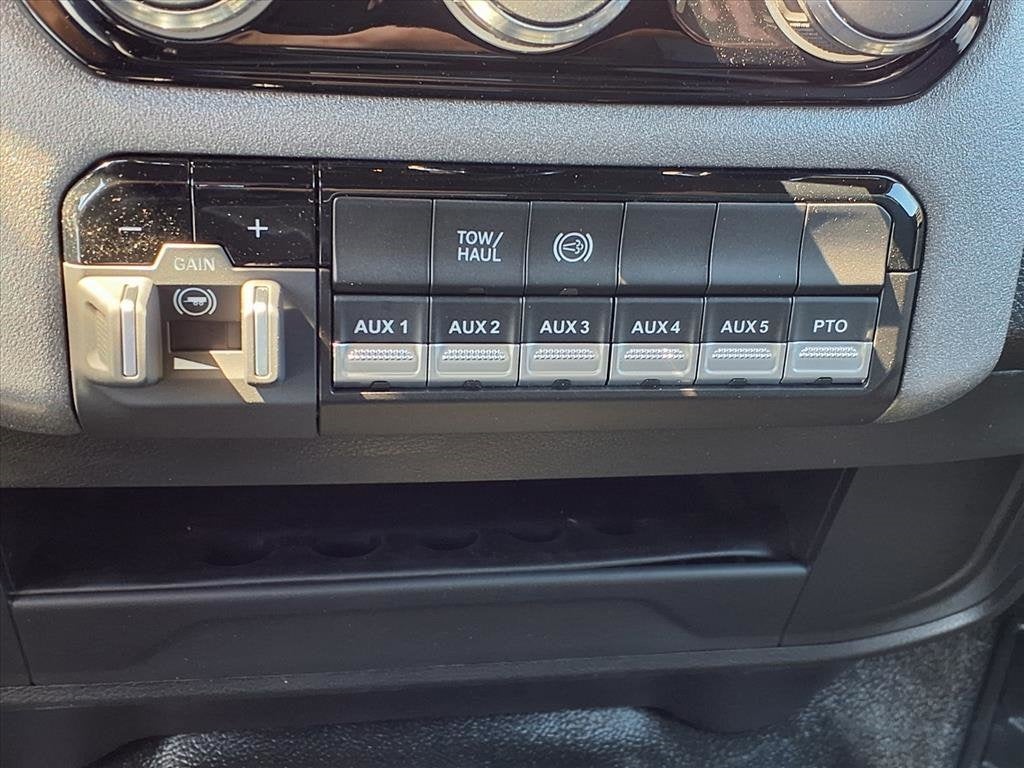 - +
GAIN
TOW/
HAUL
AUX 1 AUX 2 AUX 3 AUX 4 AUX 5 PTO